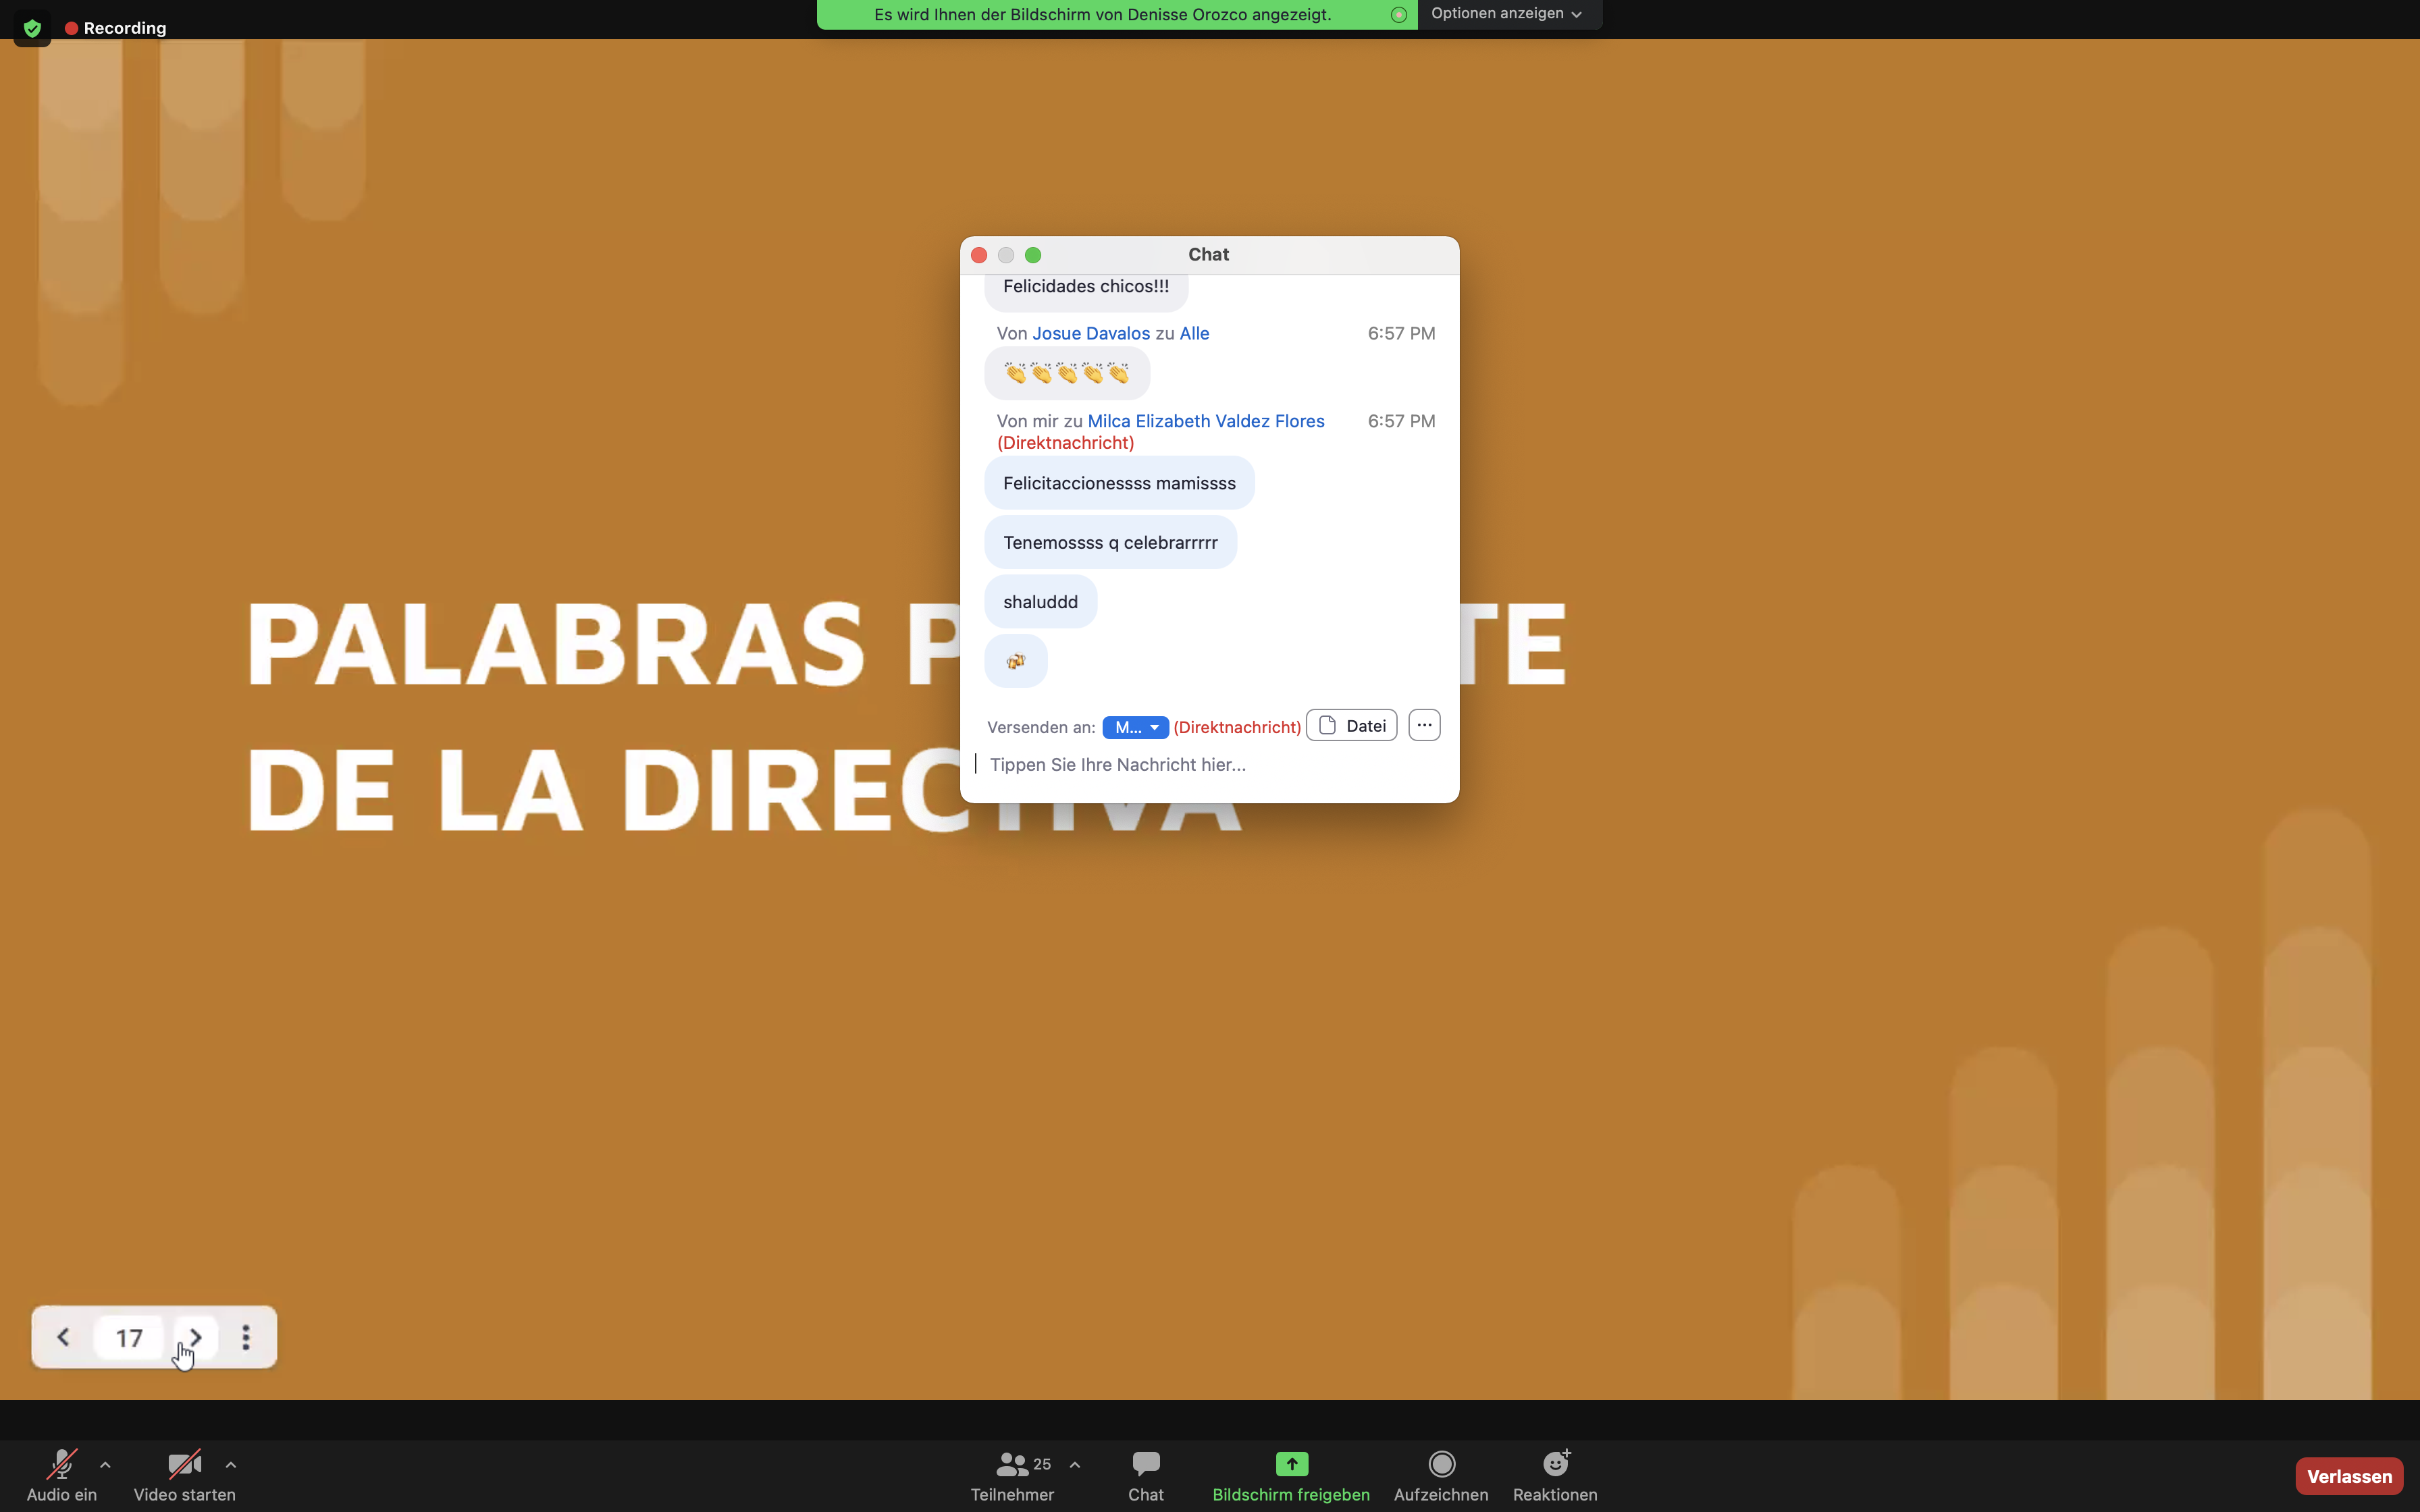 Recording
Es wird Ihnen der Bildschirm von Denisse Orozco angezeigt.
Optionen anzeigen
Chat
Felicidades chicos!!!
Von Josue Davalos zu Alle 6:57 PM
👏👏👏👏👏
Von mir zu Milca Elizabeth Valdez Flores 6:57 PM
(Direktnachricht)
Felicitaccionessss mamissss
Tenemossss q celebrarrrrr
shaluddd
🍻
Versenden an: M... (Direktnachricht) Datei ...
Tippen Sie Ihre Nachricht hier...
PALABRAS P TE
DE LA DIRECTIVA
17
Audio ein
Video starten
25
Teilnehmer
Chat
Bildschirm freigeben
Aufzeichnen
Reaktionen
Verlassen